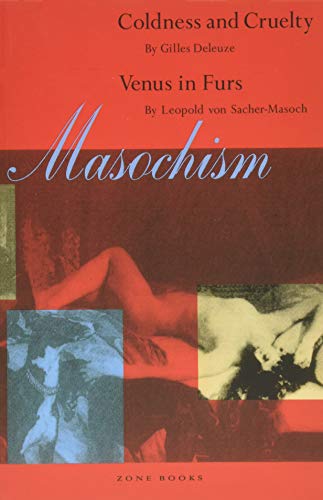 Coldness and Cruelty
By Gilles Deleuze
Venus in Furs
By Leopold von Sacher-Masoch
Masochism
ZONE BOOKS